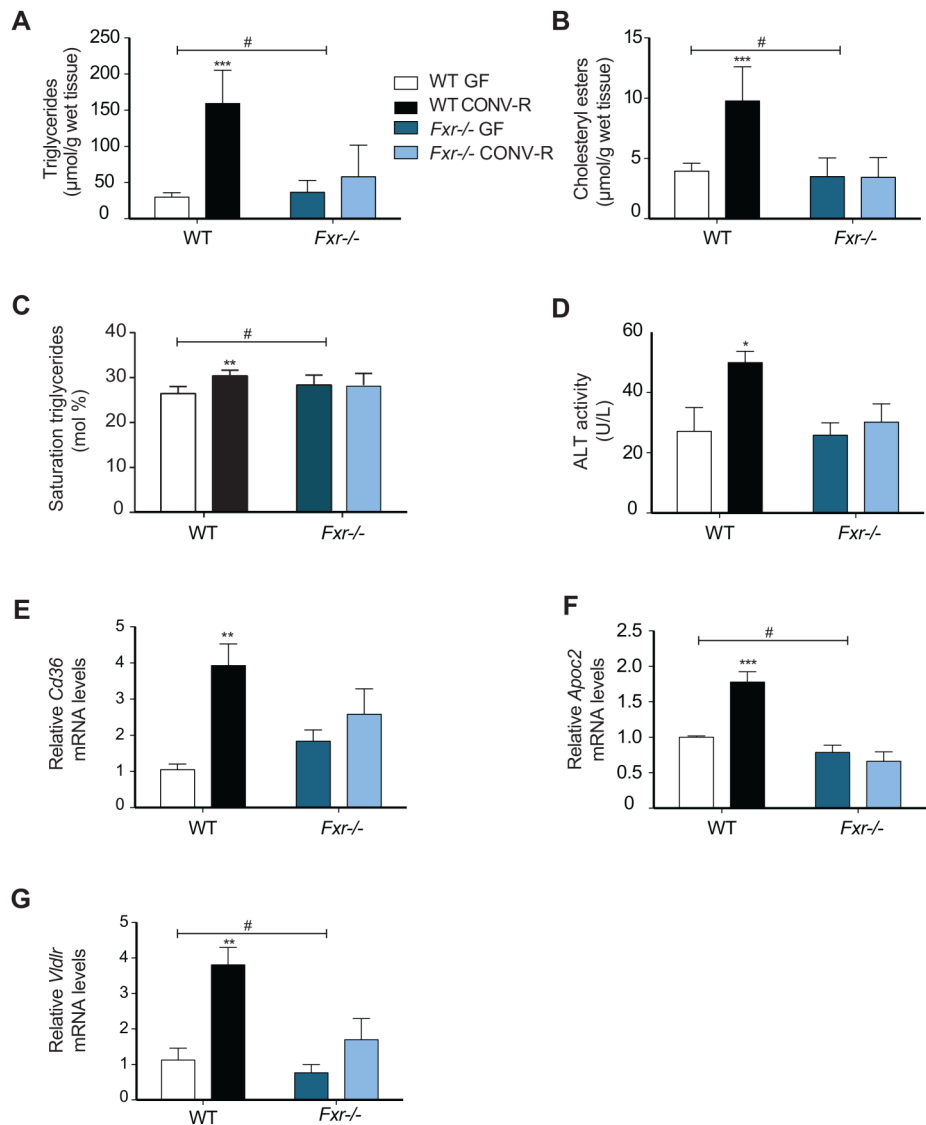 A
Triglycerides
(µmol/g wet tissue)
250
200
150
100
50
0
#
***
WT
Fxr-/-
WT GF
WT CONV-R
Fxr-/- GF
Fxr-/- CONV-R
B
Cholesteryl esters
(µmol/g wet tissue)
15
10
5
0
#
***
WT
Fxr-/-
C
Saturation triglycerides
(mol %)
40
30
20
10
0
#
**
WT
Fxr-/-
D
ALT activity
(U/L)
60
40
20
0
*
WT
Fxr-/-
E
Relative Cd36
mRNA levels
5
4
3
2
1
0
**
WT
Fxr-/-
F
Relative Apoc2
mRNA levels
2.5
2.0
1.5
1.0
0.5
0
#
***
WT
Fxr-/-
G
Relative Vldlr
mRNA levels
5
4
3
2
1
0
#
**
WT
Fxr-/-